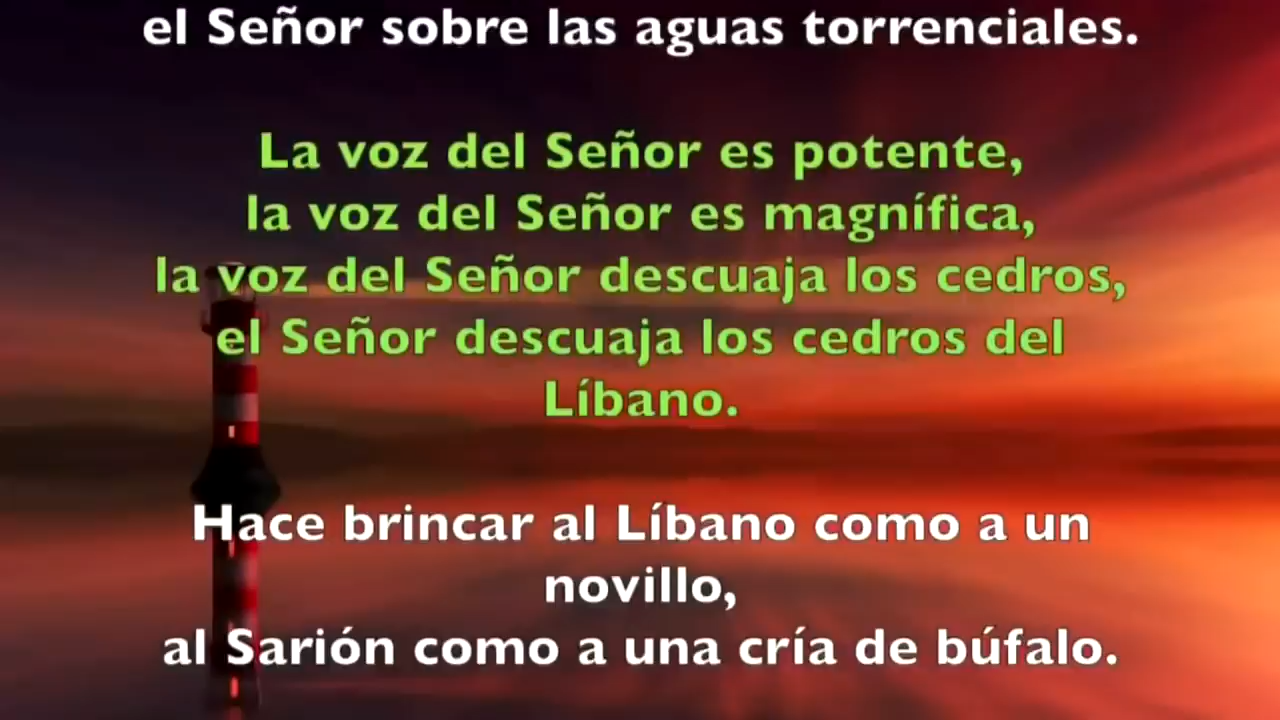 el Señor sobre las aguas torrenciales.
La voz del Señor es potente,
la voz del Señor es magnífica,
la voz del Señor descuaja los cedros,
el Señor descuaja los cedros del
Líbano.
Hace brincar al Líbano como a un
novillo,
al Sarión como a una cría de búfalo.